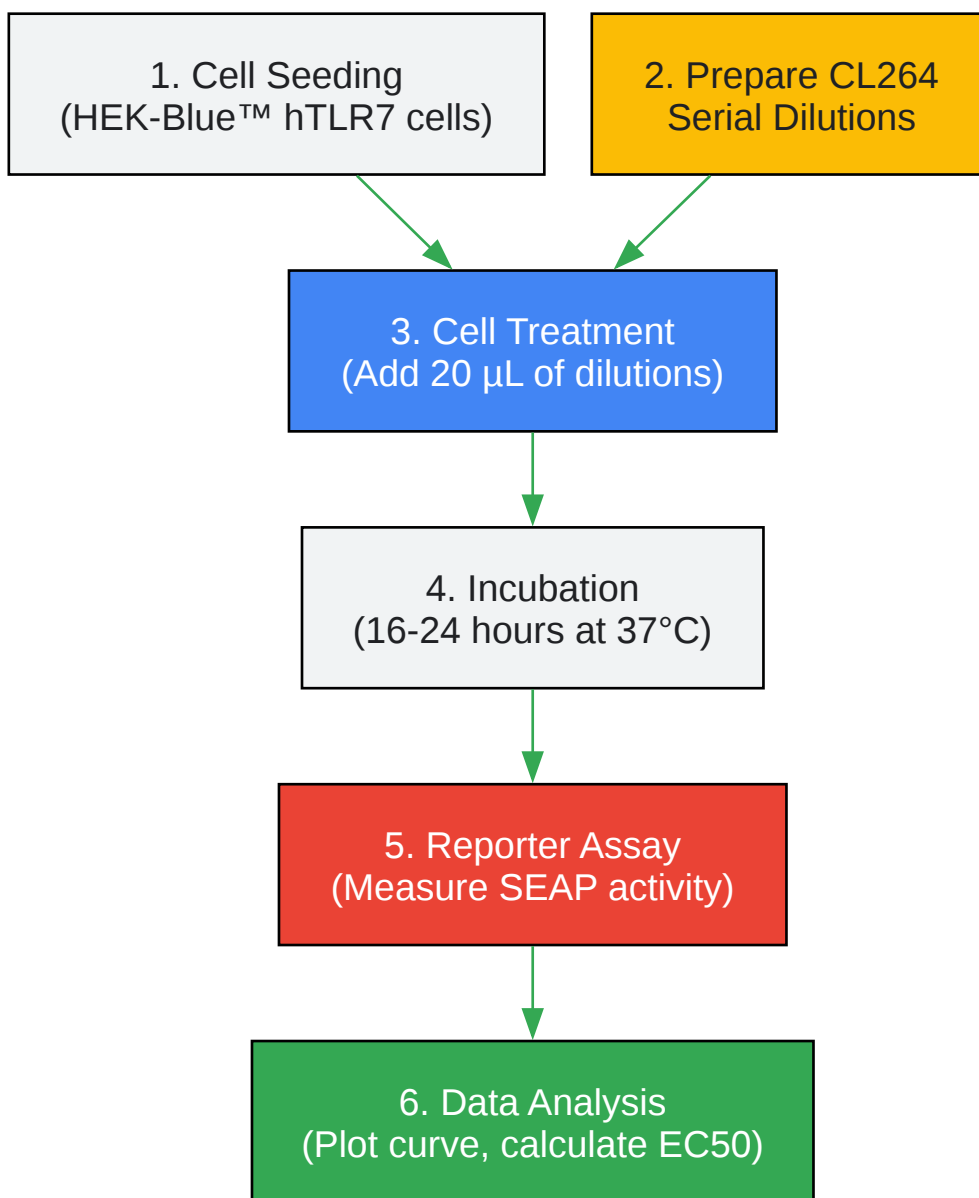 1. Cell Seeding
(HEK-Blue™ hTLR7 cells)
2. Prepare CL264
Serial Dilutions
3. Cell Treatment
(Add 20 µL of dilutions)
4. Incubation
(16-24 hours at 37°C)
5. Reporter Assay
(Measure SEAP activity)
6. Data Analysis
(Plot curve, calculate EC50)